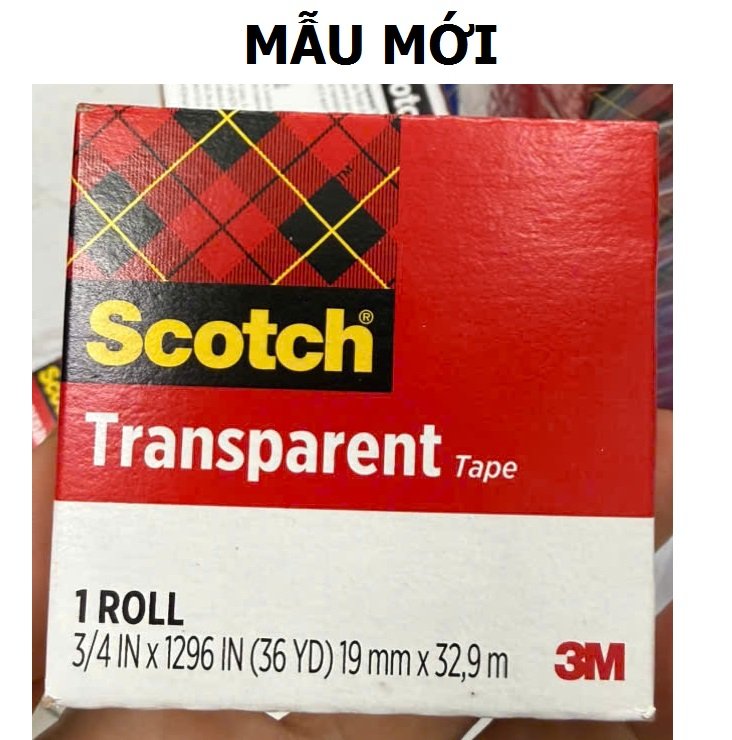 MẪU MỚI
™
Scotch®
Transparent Tape
1 ROLL
3/4 IN x 1296 IN (36 YD) 19 mm x 32,9 m
3M